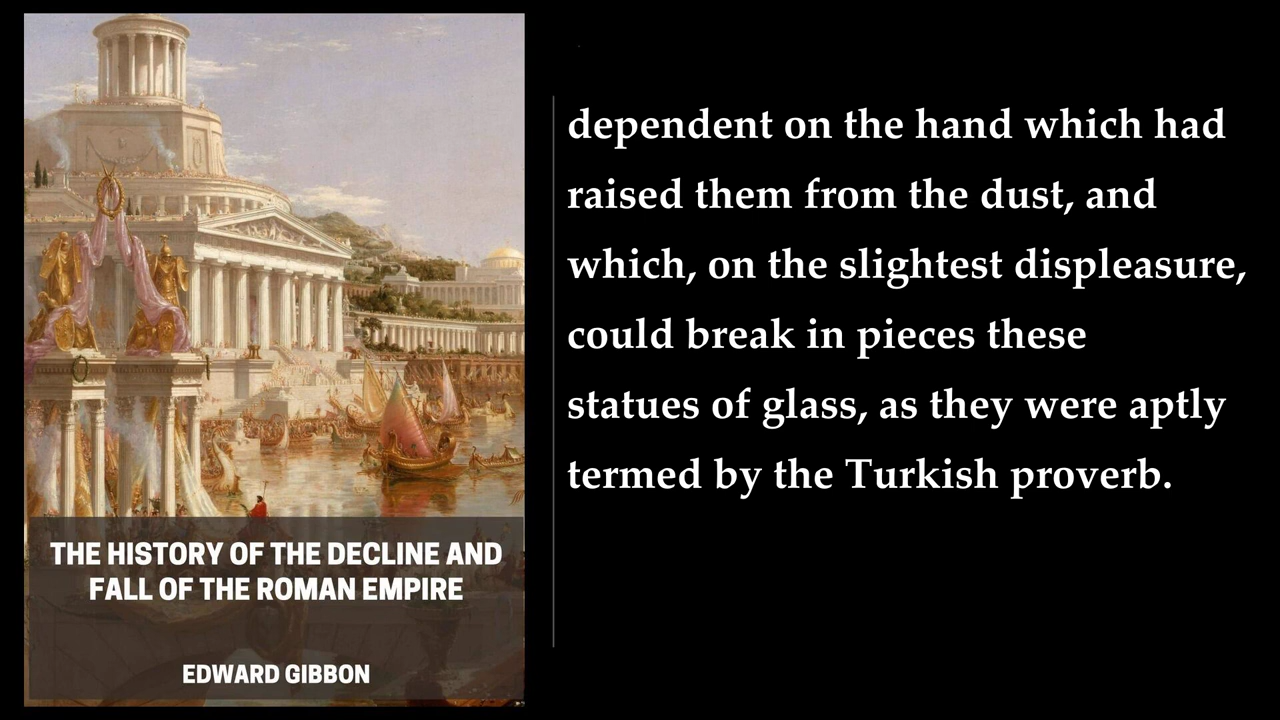 dependent on the hand which had
raised them from the dust, and
which, on the slightest displeasure,
could break in pieces these
statues of glass, as they were aptly
termed by the Turkish proverb.
THE HISTORY OF THE DECLINE AND
FALL OF THE ROMAN EMPIRE
EDWARD GIBBON